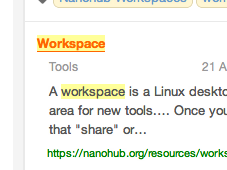 Nanohub Workspaces
Workspace
Tools 21 A
A workspace is a Linux deskto
area for new tools.... Once you
that "share" or...
https://nanohub.org/resources/works